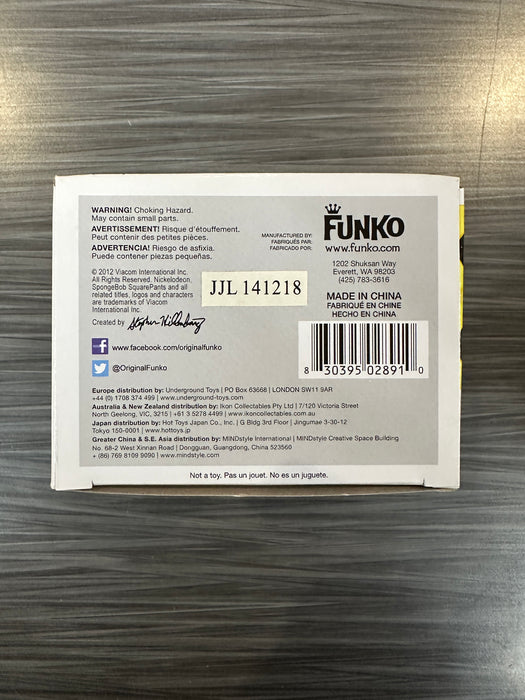 WARNING! Choking Hazard.
May contain small parts.
AVERTISSEMENT! Risque d'étouffement.
Peut contenir des petites pièces.
ADVERTENCIA! Riesgo de asfixia.
Puede contener piezas pequeñas.
© 2012 Viacom International Inc.
All Rights Reserved. Nickelodeon,
SpongeBob SquarePants and all
related titles, logos and characters
are trademarks of Viacom
International Inc.
Created by Stephen Hillenburg
JJL 141218
MANUFACTURED BY:
FABRIQUÉS PAR:
FABRICADO POR:
FUNKO
www.funko.com
1202 Shuksan Way
Everett, WA 98203
(425) 783-3616
MADE IN CHINA
FABRIQUÉ EN CHINE
HECHO EN CHINA
8 30395 02891 0
www.facebook.com/originalfunko
@OriginalFunko
Europe distribution by: Underground Toys | PO Box 63668 | LONDON SW11 9AR
+44 (0) 1708 374 499 | www.underground-toys.com
Australia & New Zealand distribution by: Ikon Collectables Pty Ltd | 7/120 Victoria Street
North Geelong, VIC, 3215 | +61 3 5278 4499 | www.ikoncollectables.com
Japan distribution by: Hot Toys Japan Co., Inc. | G Bldg 3rd Floor | Jingumae 3-30-12
Tokyo 150-0001 | www.hottoys.jp
Greater China & S.E. Asia distribution by: MINDstyle International | MINDstyle Creative Space Building
No. 68-2 West Xinnan Road | Dongguan, Guangdong, China 523560
+ (86) 769 8109 9090 | www.mindstyle.com
Not a toy. Pas un jouet. No es un juguete.